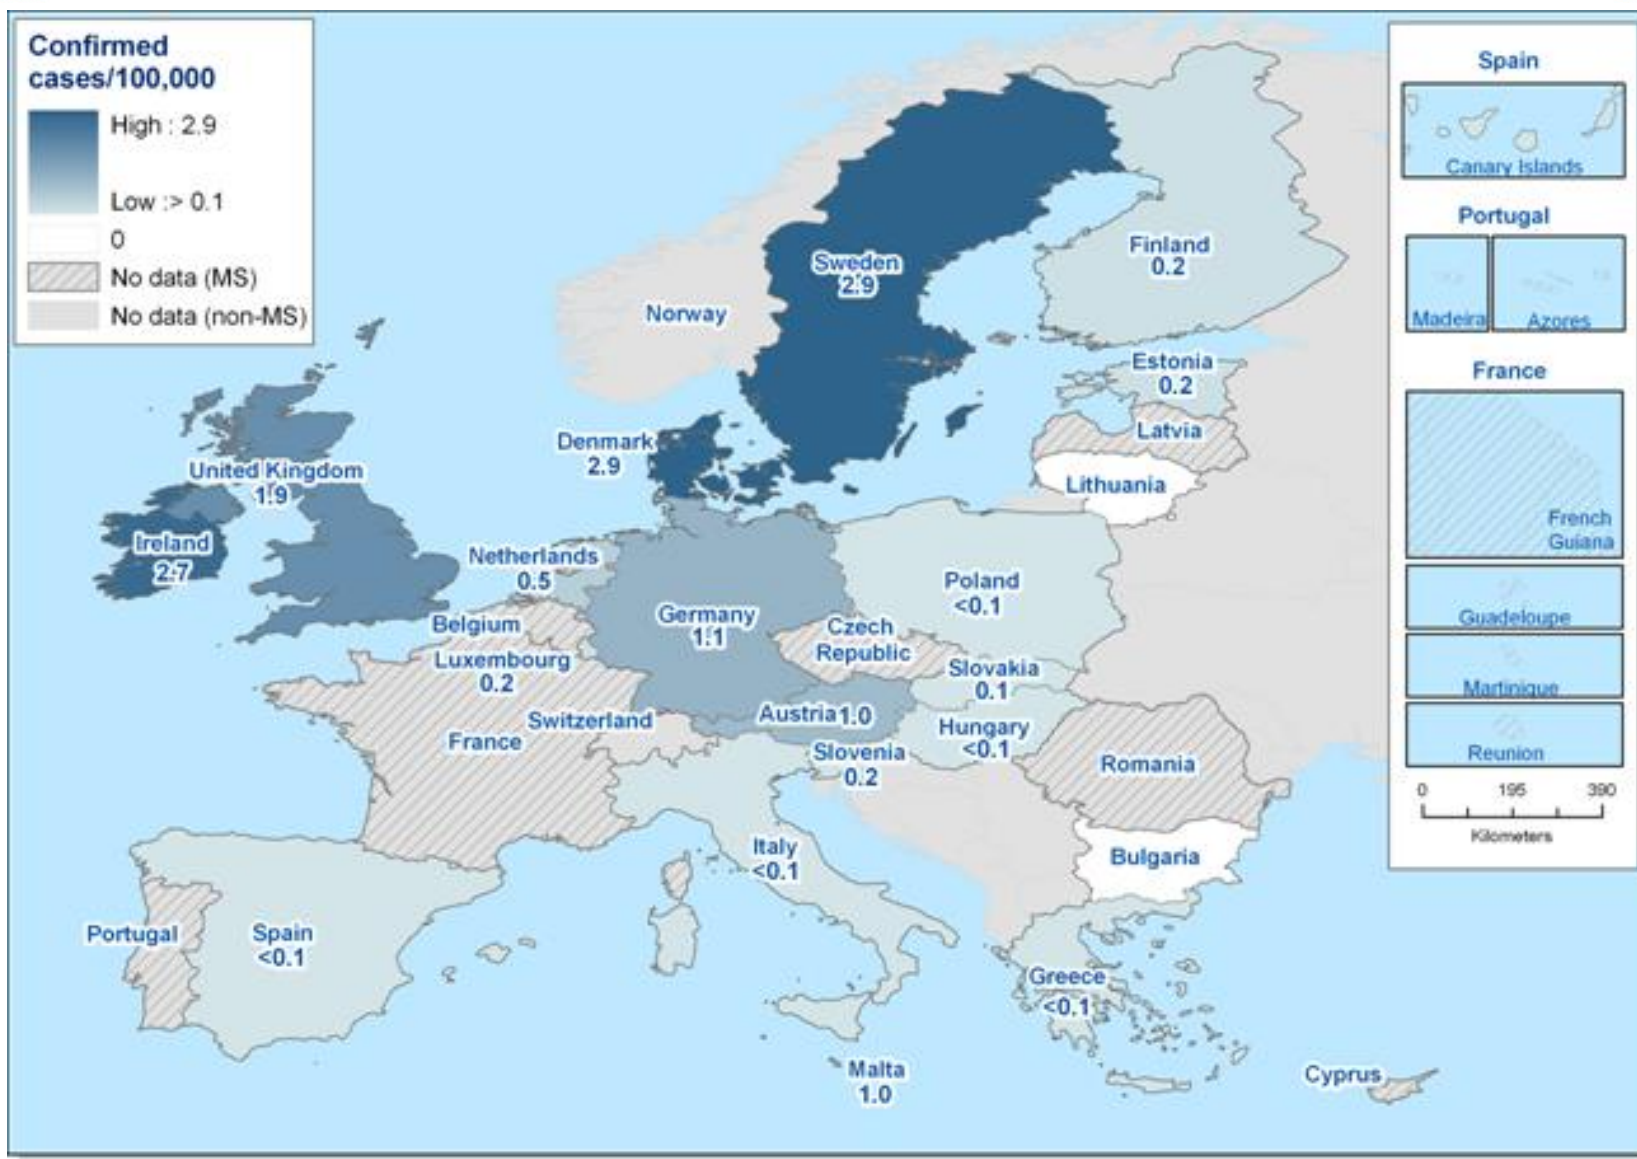 Confirmed
cases/100,000
High : 2.9
Low :> 0.1
0
No data (MS)
No data (non-MS)
Sweden
2.9
Finland
0.2
Norway
Estonia
0.2
Latvia
Lithuania
Denmark
2.9
United Kingdom
1.9
Ireland
2.7
Netherlands
0.5
Belgium
Luxembourg
0.2
Germany
1.1
Poland
<0.1
Czech
Republic
Slovakia
0.1
Austria 1.0
Hungary
<0.1
Switzerland
France
Slovenia
0.2
Romania
Italy
<0.1
Bulgaria
Portugal
Spain
<0.1
Greece
<0.1
Malta
1.0
Cyprus
Spain
Canary Islands
Portugal
Madeira
Azores
France
French
Guiana
Guadeloupe
Martinique
Reunion
0 195 390
Kilometers